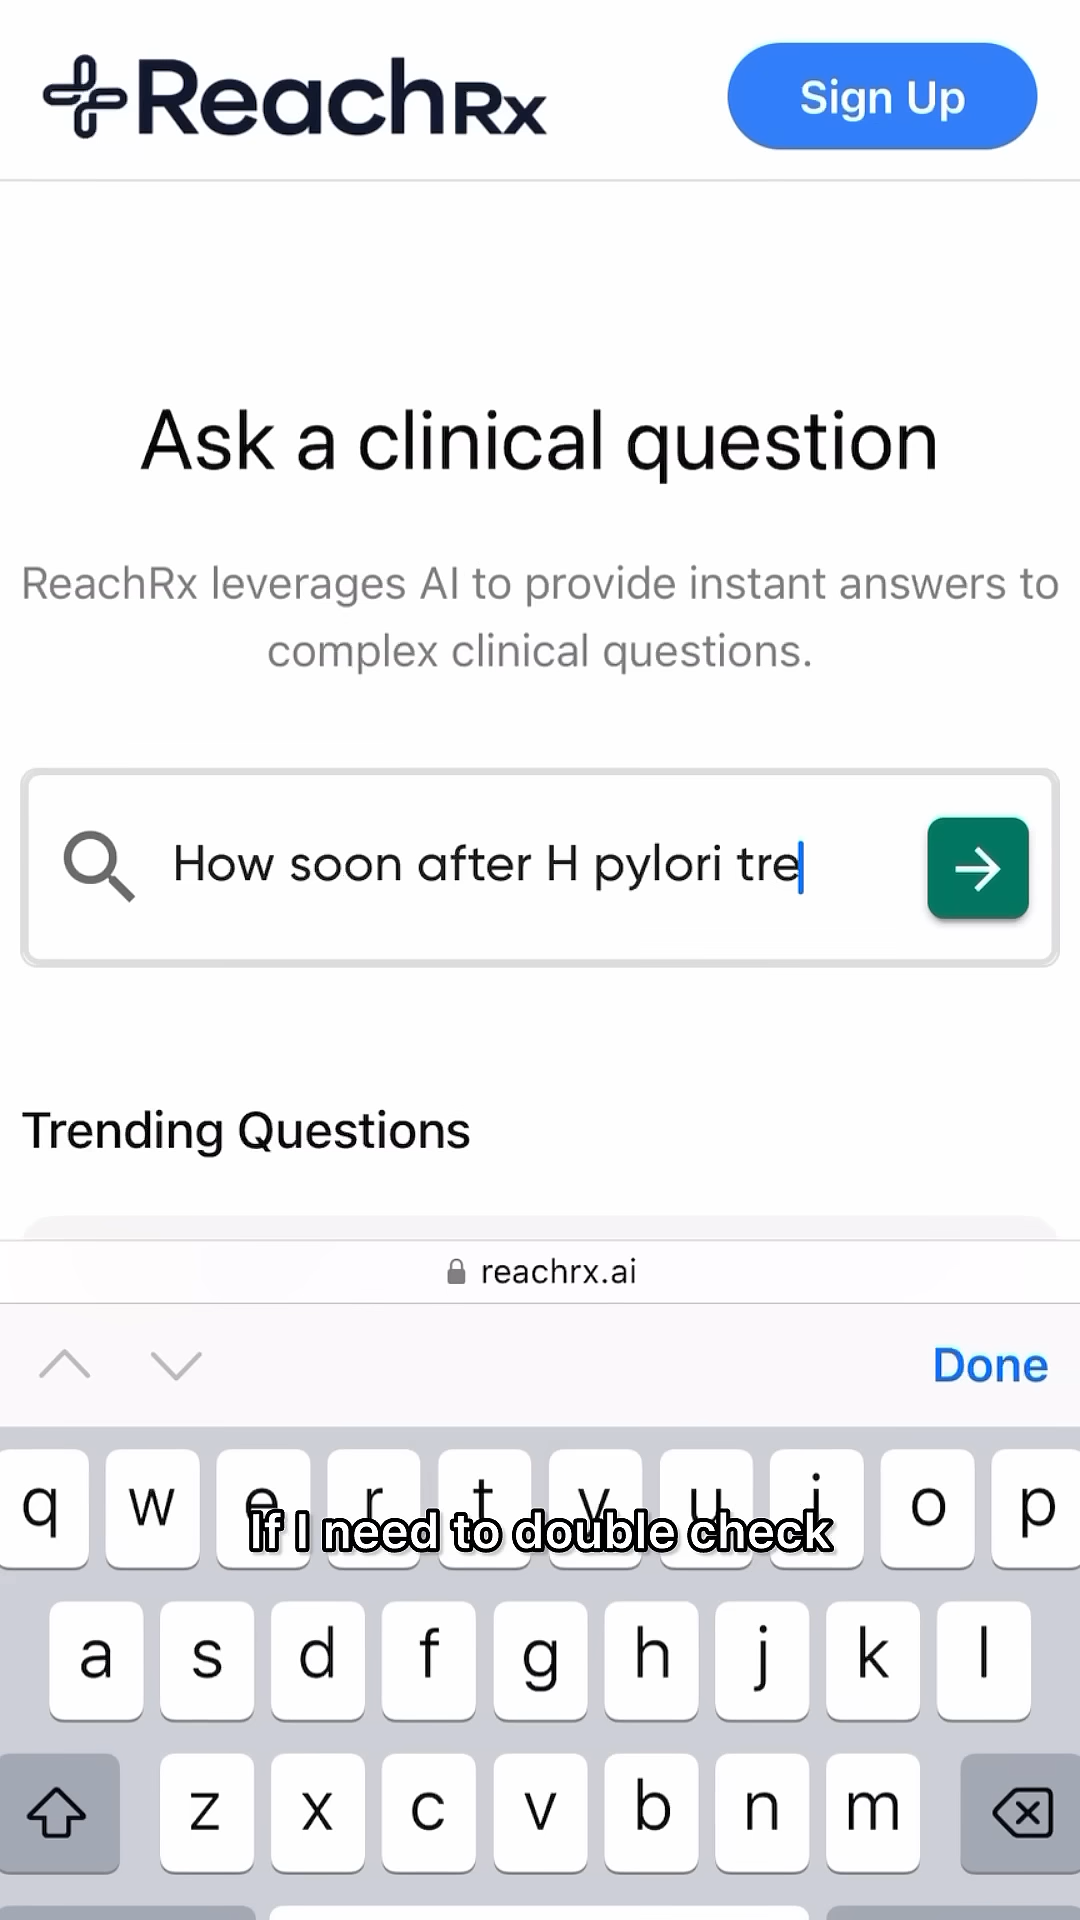 ReachRx
Sign Up
Ask a clinical question
ReachRx leverages AI to provide instant answers to
complex clinical questions.
How soon after H pylori tre
Trending Questions
reachrx.ai
Done
q w e r t y u i o p
If I need to double check
a s d f g h j k l
z x c v b n m